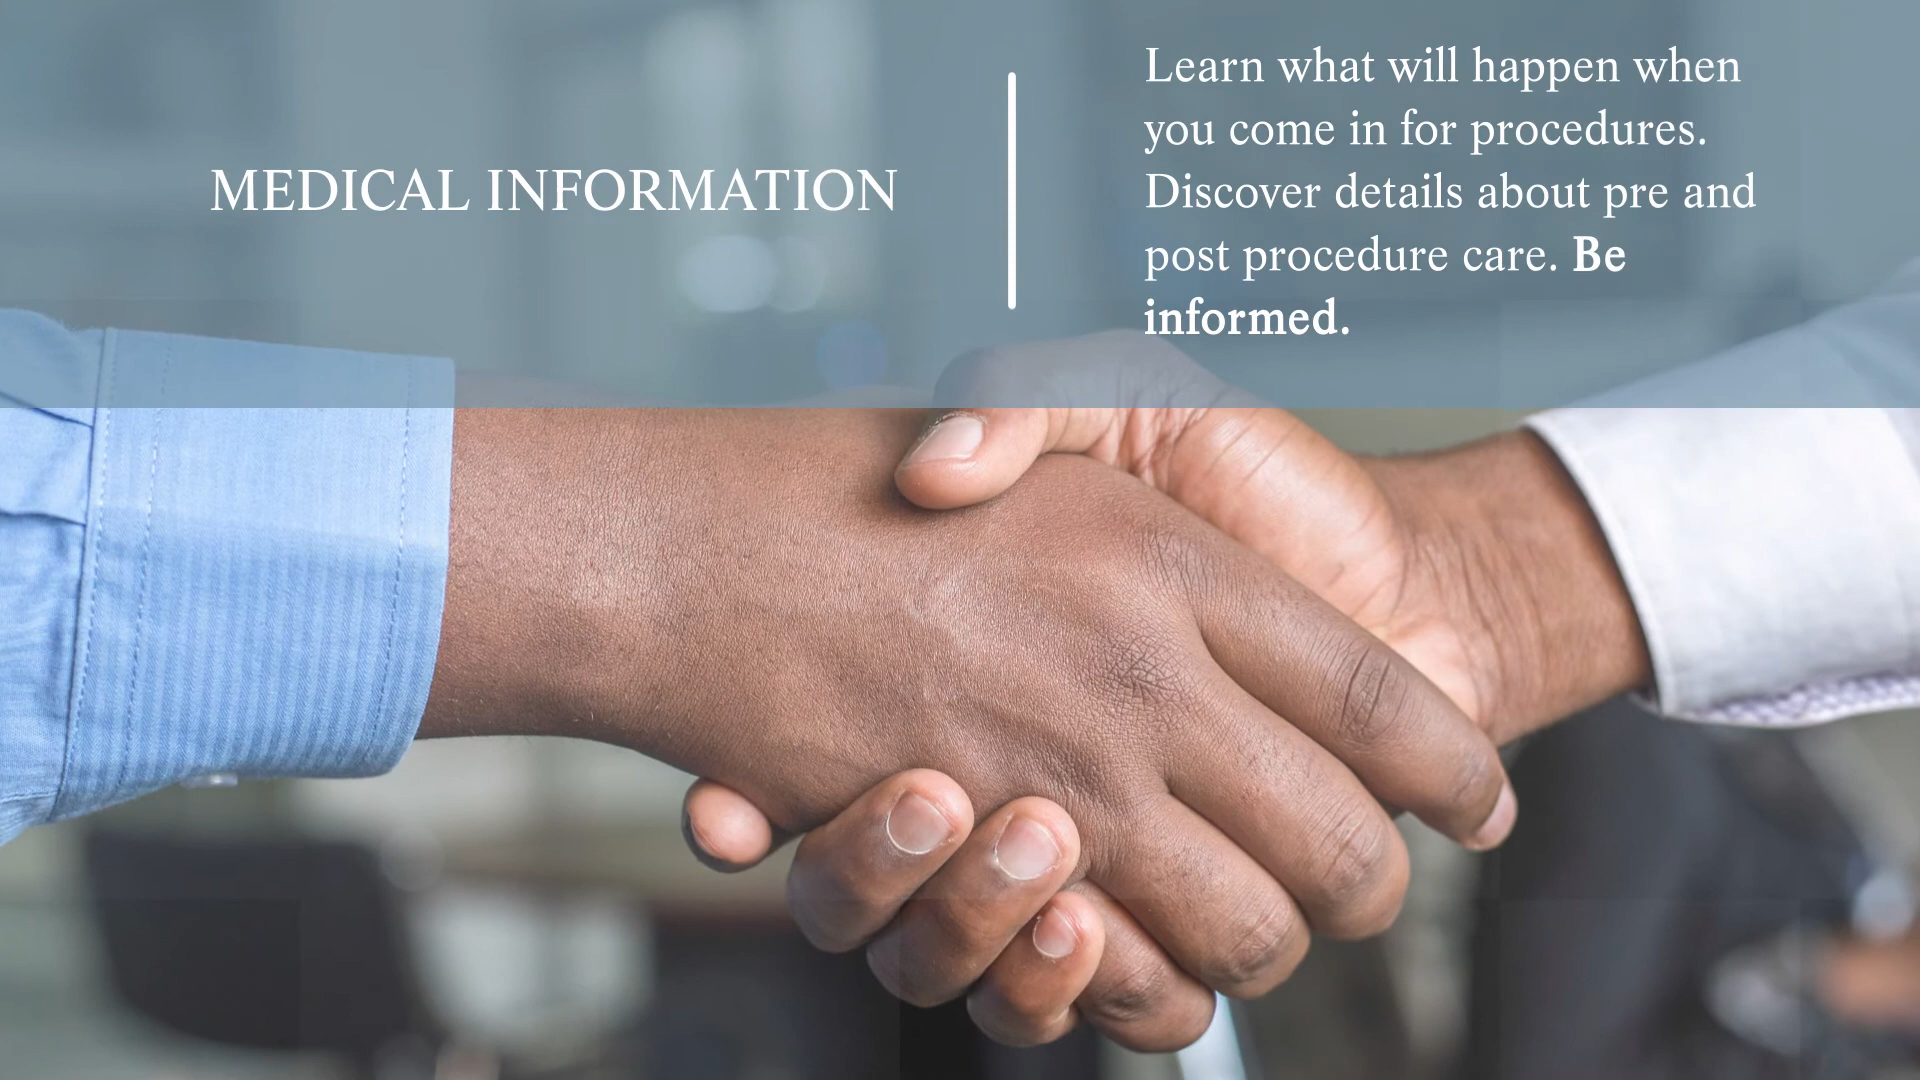 MEDICAL INFORMATION
Learn what will happen when
you come in for procedures.
Discover details about pre and
post procedure care. Be
informed.